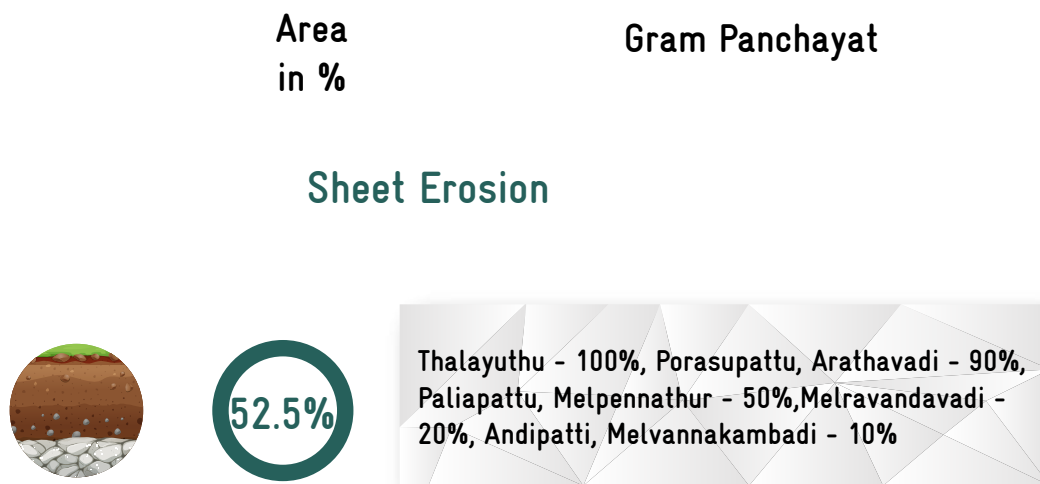 Area
in %
Gram Panchayat
Sheet Erosion
52.5%
Thalayuthu - 100%, Porasupattu, Arathavadi - 90%,
Paliapattu, Melpennathur - 50%,Melravandavadi -
20%, Andipatti, Melvannakambadi - 10%